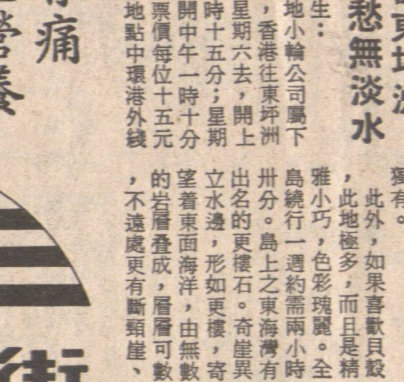 愁無淡水
生：
地小輪公司屬下
，香港往東坪洲
星期六去，開上
時十五分；星期
開中午一時十分
票價每位十五元
地點中環港外綫
獨有。
此外，如果喜歡貝殼
，此地極多，而且是精
雅小巧，色彩瑰麗。全
島繞行一週約需兩小時
卅分。島上之東海灣有
出名的更樓石。奇崖異
立水邊，形如更樓，寄
望着東面海洋，由無數
的岩層叠成，層層可數
，不遠處更有斷頸崖、
痛
營養
街